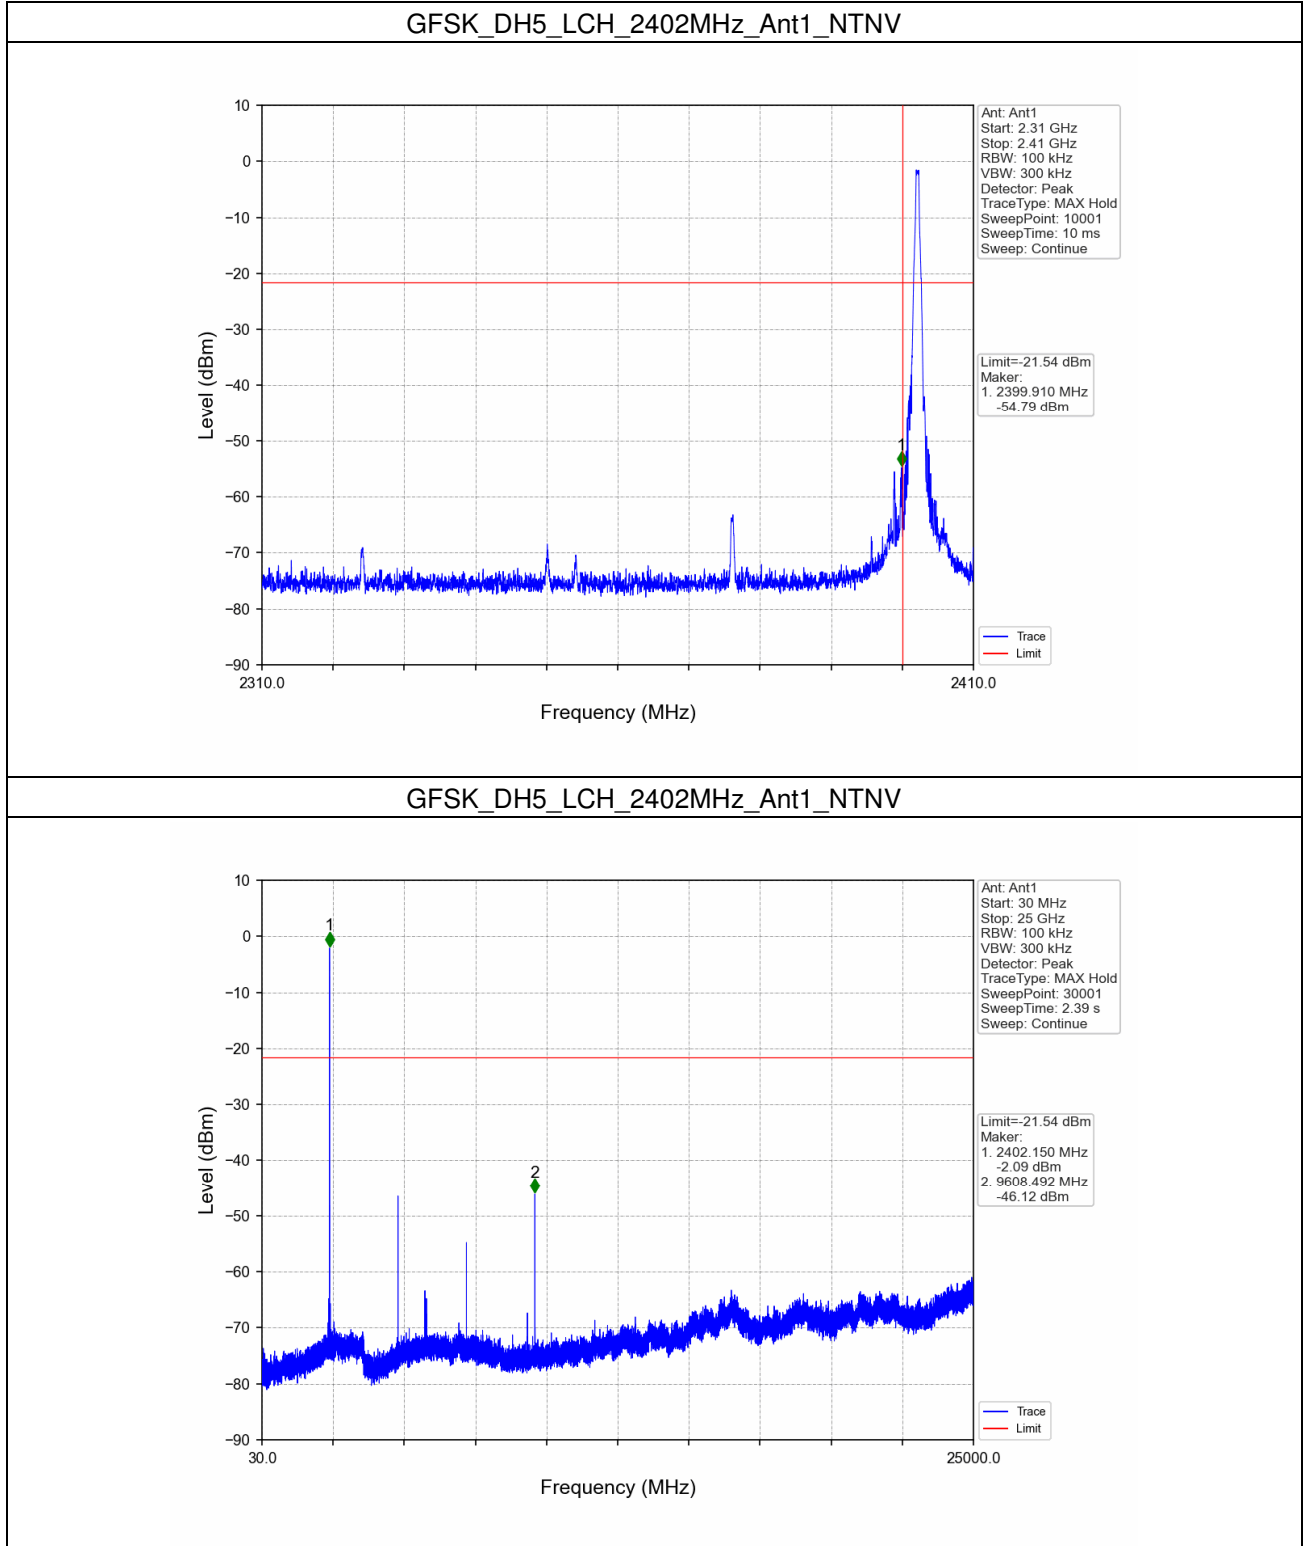 GFSK_DH5_LCH_2402MHz_Ant1_NTNV
10
0
−10
−20
−30
−40
−50
−60
−70
−80
−90
Level (dBm)
1
2310.0
2410.0
Frequency (MHz)
Ant: Ant1
Start: 2.31 GHz
Stop: 2.41 GHz
RBW: 100 kHz
VBW: 300 kHz
Detector: Peak
TraceType: MAX Hold
SweepPoint: 10001
SweepTime: 10 ms
Sweep: Continue
Limit=-21.54 dBm
Maker:
1. 2399.910 MHz
-54.79 dBm
Trace
Limit
GFSK_DH5_LCH_2402MHz_Ant1_NTNV
10
0
−10
−20
−30
−40
−50
−60
−70
−80
−90
Level (dBm)
1
2
30.0
25000.0
Frequency (MHz)
Ant: Ant1
Start: 30 MHz
Stop: 25 GHz
RBW: 100 kHz
VBW: 300 kHz
Detector: Peak
TraceType: MAX Hold
SweepPoint: 30001
SweepTime: 2.39 s
Sweep: Continue
Limit=-21.54 dBm
Maker:
1. 2402.150 MHz
-2.09 dBm
2. 9608.492 MHz
-46.12 dBm
Trace
Limit